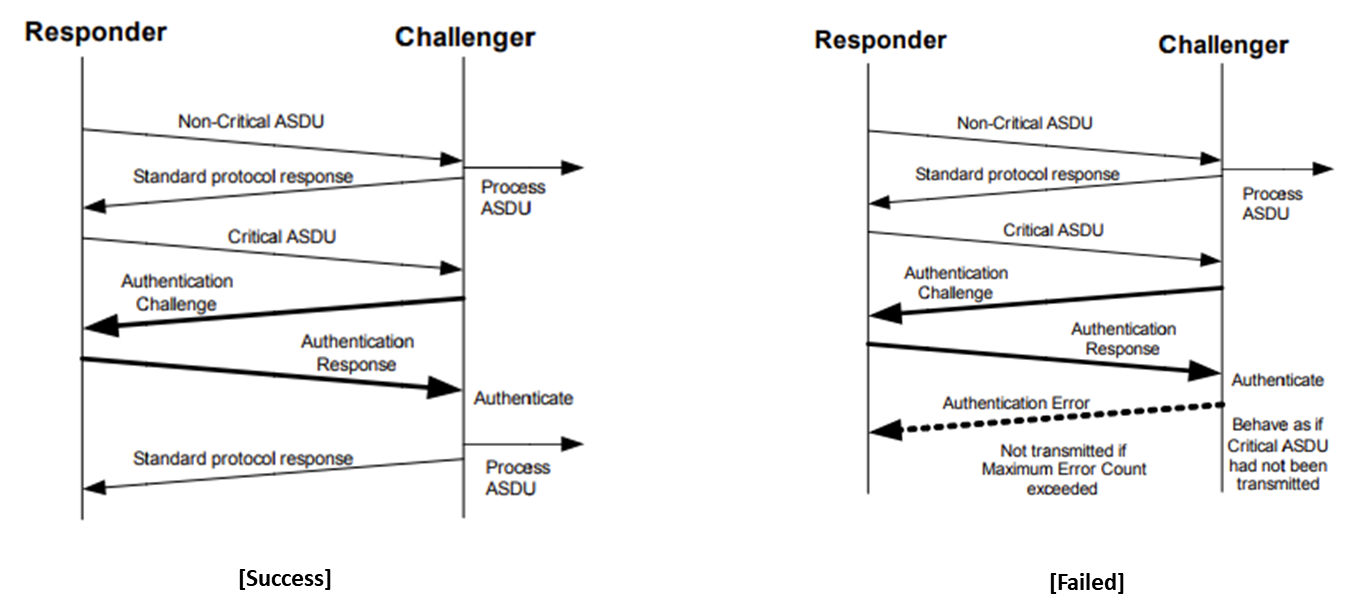 Responder
Challenger
Non-Critical ASDU
Standard protocol response
Process
ASDU
Critical ASDU
Authentication
Challenge
Authentication
Response
Authenticate
Standard protocol response
Process
ASDU
[Success]
Responder
Challenger
Non-Critical ASDU
Standard protocol response
Process
ASDU
Critical ASDU
Authentication
Challenge
Authentication
Response
Authenticate
Authentication Error
Not transmitted if
Maximum Error Count
exceeded
Behave as if
Critical ASDU
had not been
transmitted
[Failed]